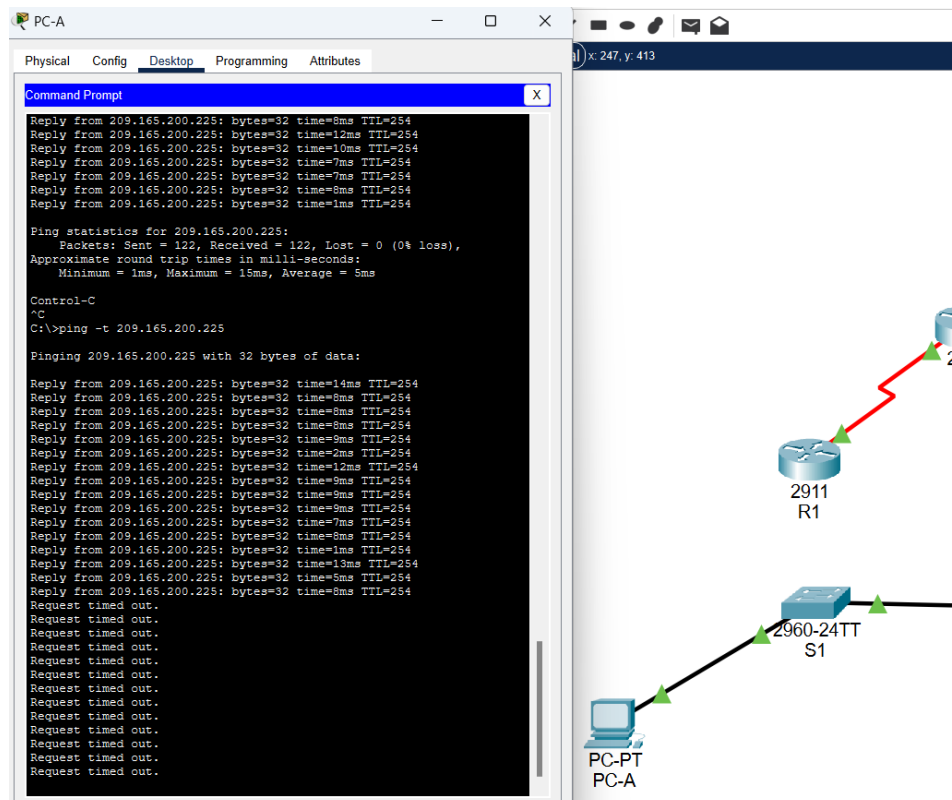 PC-A
Physical Config Desktop Programming Attributes
Command Prompt
X
Reply from 209.165.200.225: bytes=32 time=8ms TTL=254
Reply from 209.165.200.225: bytes=32 time=12ms TTL=254
Reply from 209.165.200.225: bytes=32 time=10ms TTL=254
Reply from 209.165.200.225: bytes=32 time=7ms TTL=254
Reply from 209.165.200.225: bytes=32 time=7ms TTL=254
Reply from 209.165.200.225: bytes=32 time=8ms TTL=254
Reply from 209.165.200.225: bytes=32 time=1ms TTL=254
Ping statistics for 209.165.200.225:
Packets: Sent = 122, Received = 122, Lost = 0 (0% loss),
Approximate round trip times in milli-seconds:
Minimum = 1ms, Maximum = 15ms, Average = 5ms
Control-C
^C
C:\>ping -t 209.165.200.225
Pinging 209.165.200.225 with 32 bytes of data:
Reply from 209.165.200.225: bytes=32 time=14ms TTL=254
Reply from 209.165.200.225: bytes=32 time=8ms TTL=254
Reply from 209.165.200.225: bytes=32 time=8ms TTL=254
Reply from 209.165.200.225: bytes=32 time=9ms TTL=254
Reply from 209.165.200.225: bytes=32 time=2ms TTL=254
Reply from 209.165.200.225: bytes=32 time=12ms TTL=254
Reply from 209.165.200.225: bytes=32 time=9ms TTL=254
Reply from 209.165.200.225: bytes=32 time=9ms TTL=254
Reply from 209.165.200.225: bytes=32 time=9ms TTL=254
Reply from 209.165.200.225: bytes=32 time=7ms TTL=254
Reply from 209.165.200.225: bytes=32 time=8ms TTL=254
Reply from 209.165.200.225: bytes=32 time=1ms TTL=254
Reply from 209.165.200.225: bytes=32 time=13ms TTL=254
Reply from 209.165.200.225: bytes=32 time=5ms TTL=254
Reply from 209.165.200.225: bytes=32 time=8ms TTL=254
Request timed out.
Request timed out.
Request timed out.
Request timed out.
Request timed out.
Request timed out.
Request timed out.
Request timed out.
Request timed out.
Request timed out.
Request timed out.
Request timed out.
Request timed out.
x: 247, y: 413
2911
R1
2960-24TT
S1
PC-PT
PC-A